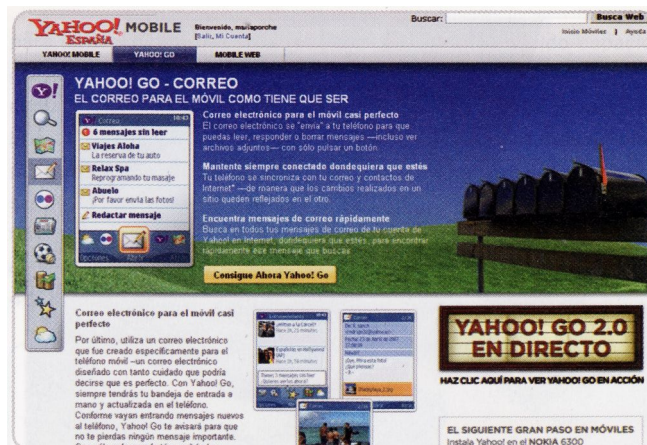 Buscar:
Busca Web
YAHOO! ESPAÑA MOBILE
Bienvenido, mailaporche
[Salir, Mi Cuenta]
Inicio Móviles | Ayuda
YAHOO! MOBILE YAHOO! GO MOBILE WEB
YAHOO! GO - CORREO
EL CORREO PARA EL MÓVIL COMO TIENE QUE SER
Correo 10:43
6 mensajes sin leer
Viajes Aloha
La reserva de tu auto
Relax Spa
Reprogramando tu masaje
Abuelo
¡Por favor envía las fotos!
Redactar mensaje
Opciones Abrir
Correo electrónico para el móvil casi perfecto
El correo electrónico se "envía" a tu teléfono para que
puedas leer, responder o borrar mensajes —incluso ver
archivos adjuntos— con sólo pulsar un botón.
Mantente siempre conectado dondequiera que estés
Tu teléfono se sincroniza con tu correo y contactos de
Internet* —de manera que los cambios realizados en un
sitio queden reflejados en el otro.
Encuentra mensajes de correo rápidamente
Busca en todos tus mensajes de correo de tu cuenta de
Yahoo! en Internet, dondequiera que estés, para encontrar
rápidamente ese mensaje que buscas.
Consigue Ahora Yahoo! Go
Correo electrónico para el móvil casi
perfecto
Por último, utiliza un correo electrónico
que fue creado específicamente para el
teléfono móvil –un correo electrónico
diseñado con tanto cuidado que podría
decirse que es perfecto. Con Yahoo! Go,
siempre tendrás tu bandeja de entrada a
mano y actualizada en el teléfono.
Conforme vayan entrando mensajes nuevos
al teléfono, Yahoo! Go te avisará para que
no te pierdas ningún mensaje importante.
YAHOO! GO 2.0
EN DIRECTO
HAZ CLIC AQUÍ PARA VER YAHOO! GO EN ACCIÓN
EL SIGUIENTE GRAN PASO EN MÓVILES
Instala Yahoo! en el NOKIA 6300